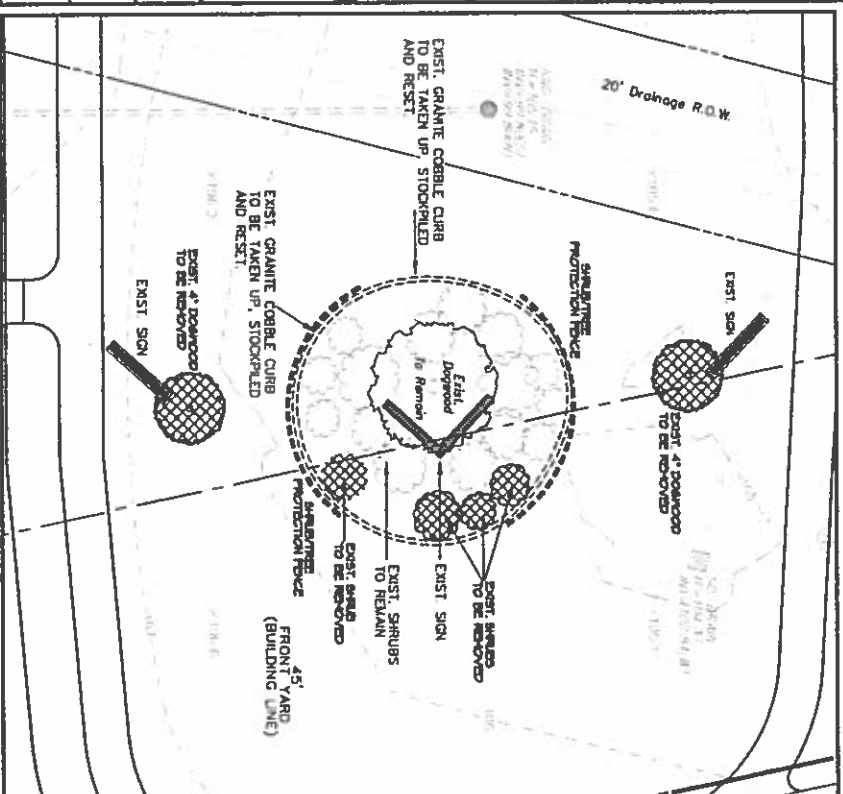 EXIST. GRANITE COBBLE CURB
TO BE TAKEN UP, STOCKPILED
AND RESET.
20' Drainage R.O.W.
EXIST. GRANITE COBBLE CURB
TO BE TAKEN UP, STOCKPILED
AND RESET.
SHRUB/TREE
PROTECTION FENCE
EXIST. SIGN
EXIST. 4" DOGWOOD
TO BE REMOVED
EXIST. SIGN
Exist.
Dogwood
To Remain
EXIST. 4" DOGWOOD
TO BE REMOVED
SHRUB/TREE
PROTECTION FENCE
EXIST. SHRUB
TO BE REMOVED
EXIST. SHRUBS
TO REMAIN
EXIST. SIGN
EXIST. SHRUBS
TO BE REMOVED
45'
FRONT YARD
(BUILDING LINE)